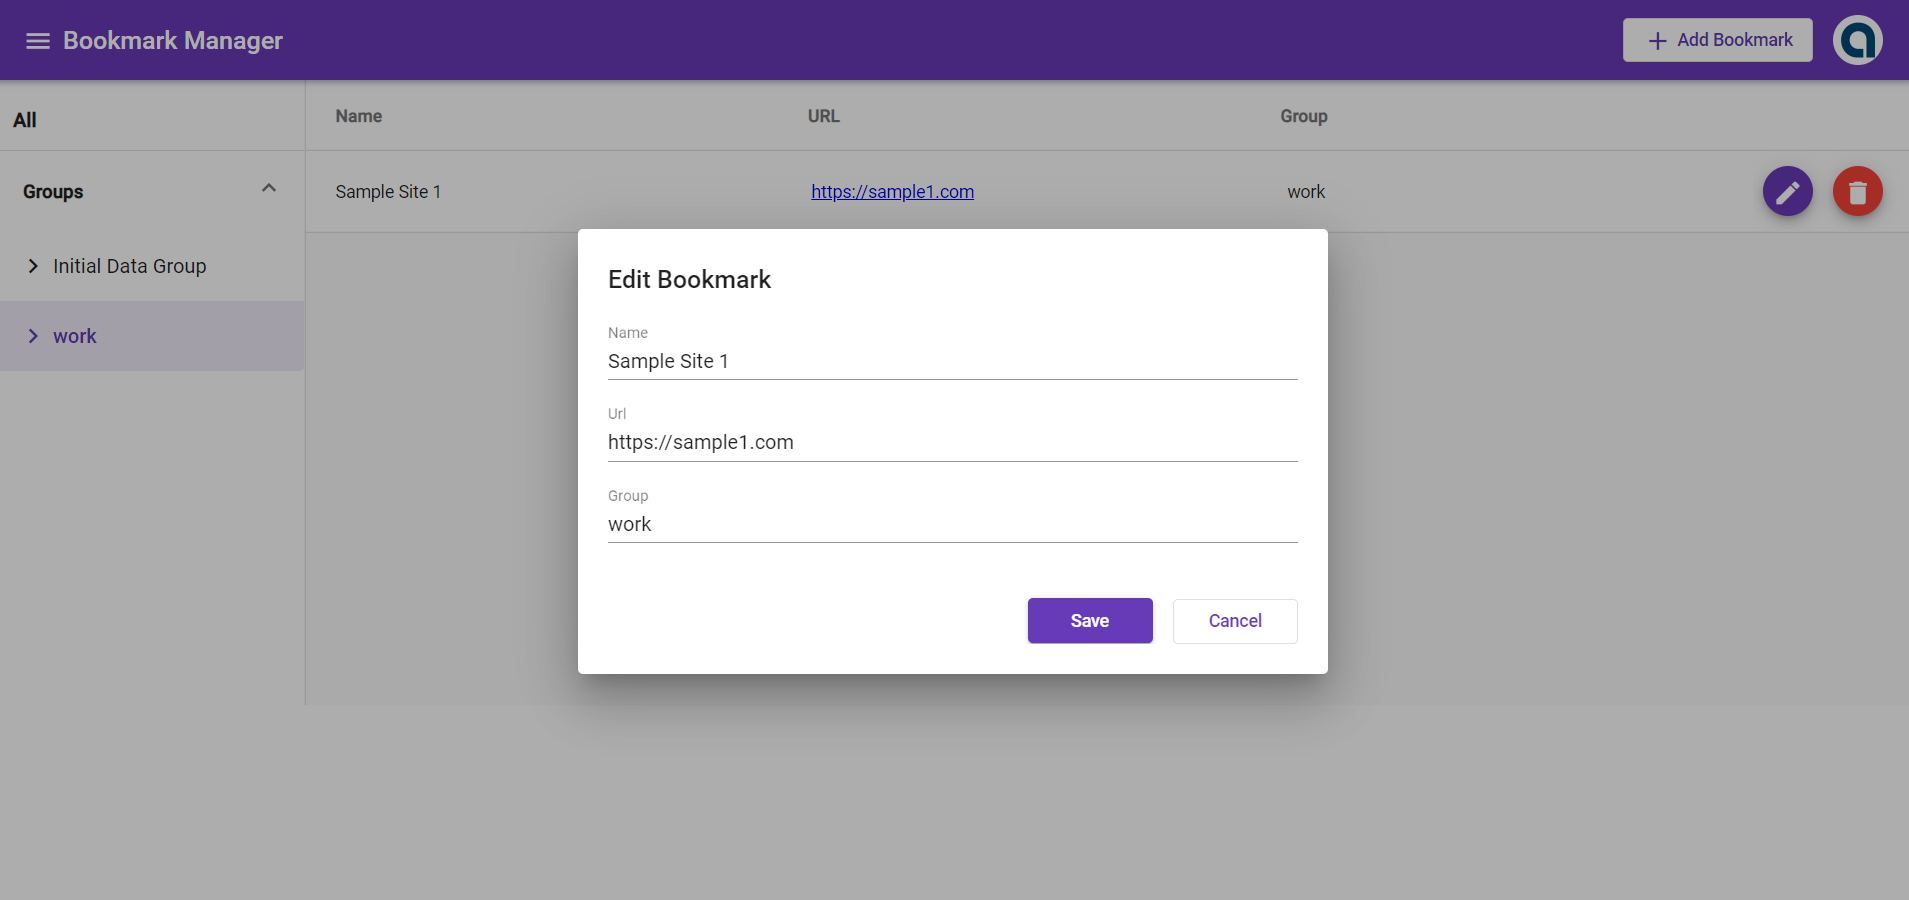 Bookmark Manager
Add Bookmark
All
Name URL Group
Groups
Sample Site 1 https://sample1.com work
Initial Data Group
work
Edit Bookmark
Name
Sample Site 1
Url
https://sample1.com
Group
work
Save Cancel